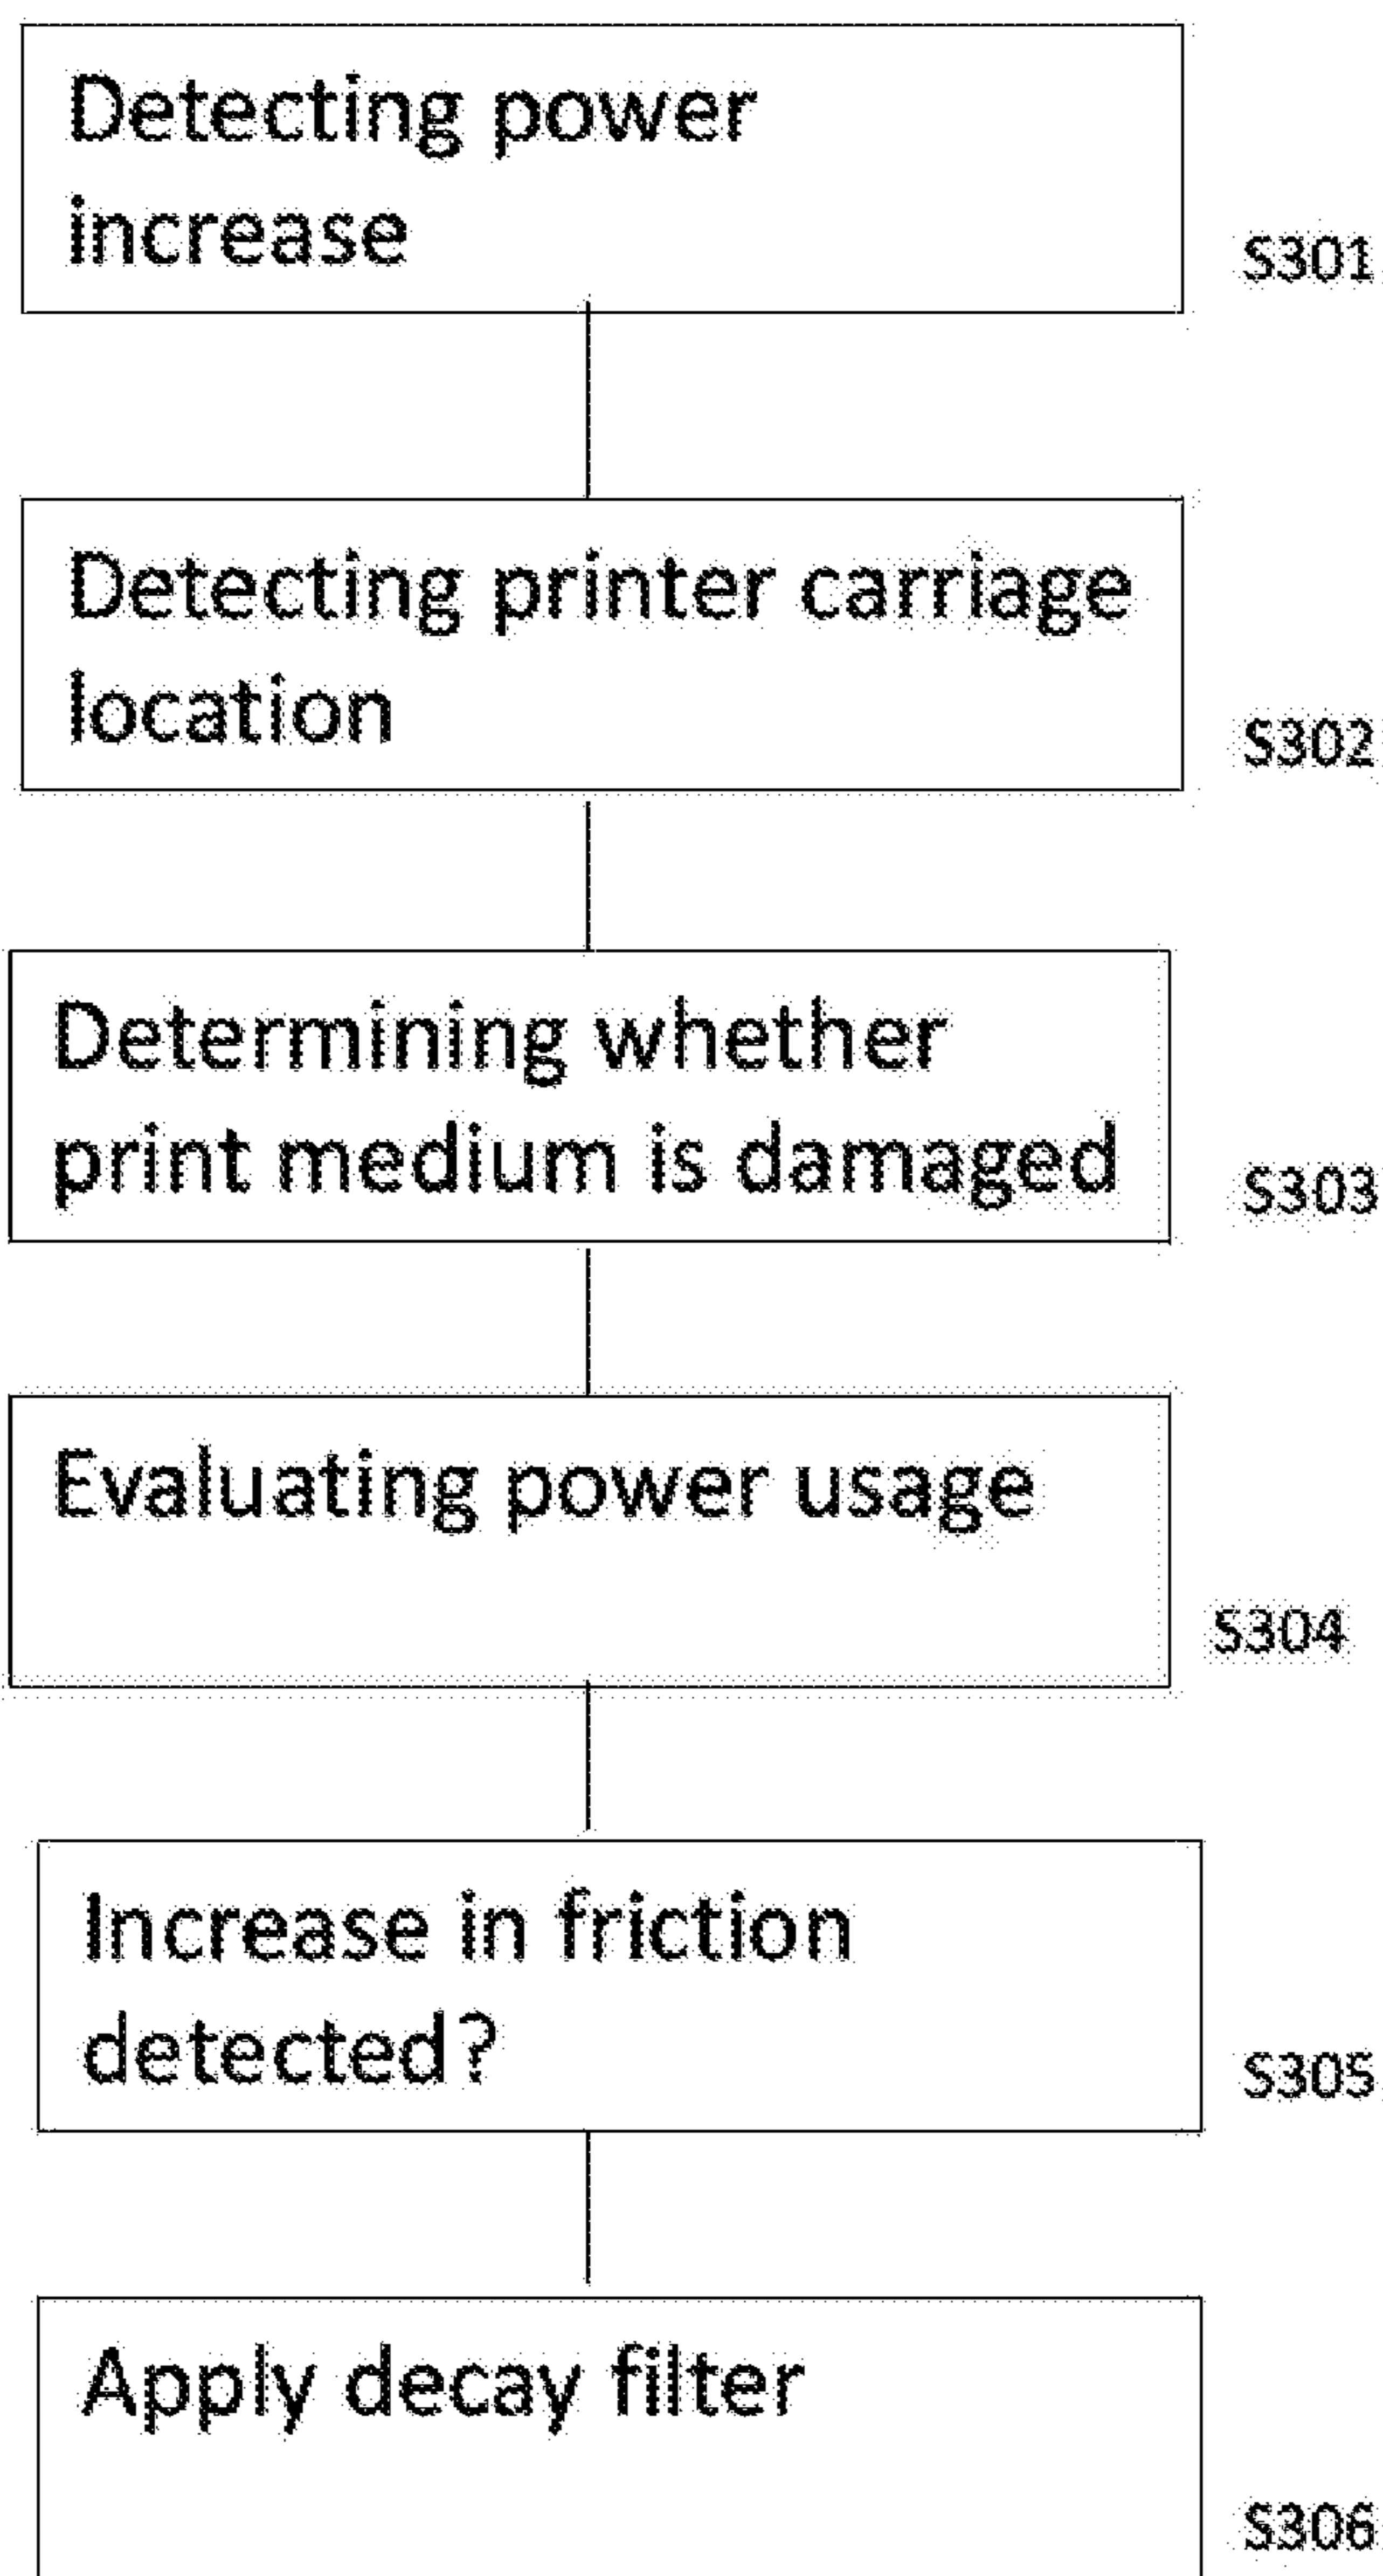 Detecting power
increase
S301
Detecting printer carriage
location
S302
Determining whether
print medium is damaged
S303
Evaluating power usage
S304
Increase in friction
detected?
S305
Apply decay filter
S306